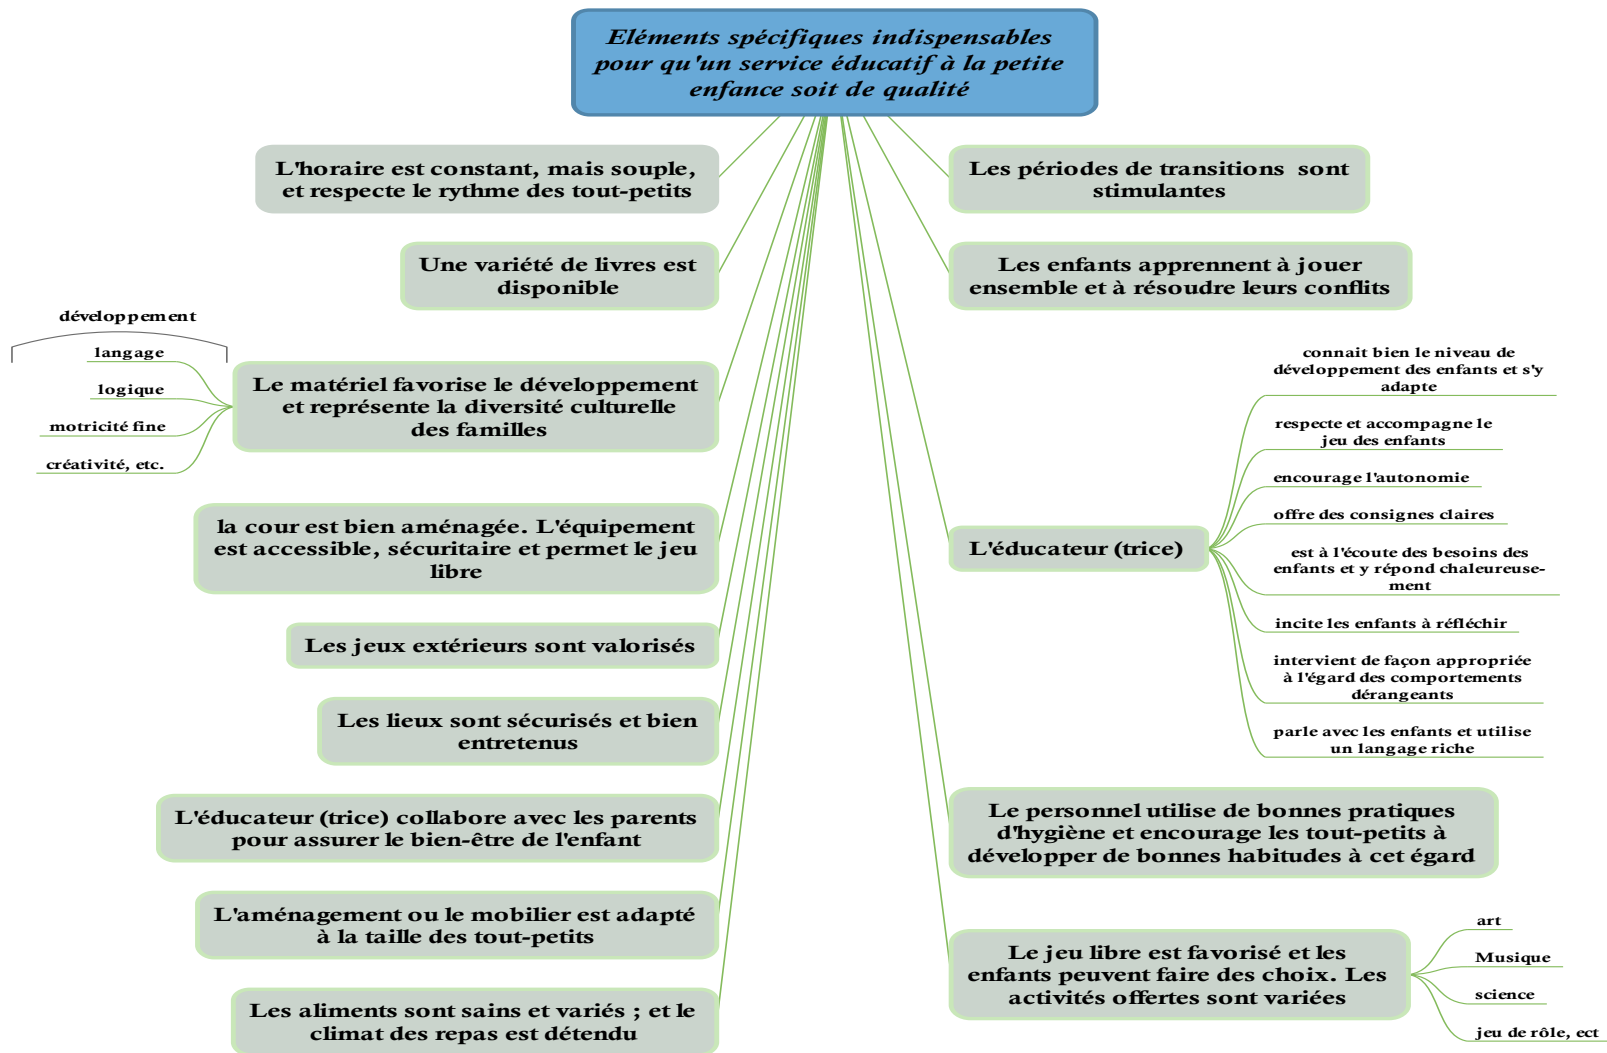 Eléments spécifiques indispensables
pour qu'un service éducatif à la petite
enfance soit de qualité
L'horaire est constant, mais souple,
et respecte le rythme des tout-petits
Une variété de livres est
disponible
développement
langage
logique
motricité fine
créativité, etc.
Le matériel favorise le développement
et représente la diversité culturelle
des familles
la cour est bien aménagée. L'équipement
est accessible, sécuritaire et permet le jeu
libre
Les jeux extérieurs sont valorisés
Les lieux sont sécurisés et bien
entretenus
L'éducateur (trice) collabore avec les parents
pour assurer le bien-être de l'enfant
L'aménagement ou le mobilier est adapté
à la taille des tout-petits
Les aliments sont sains et variés ; et le
climat des repas est détendu
Les périodes de transitions sont
stimulantes
Les enfants apprennent à jouer
ensemble et à résoudre leurs conflits
L'éducateur (trice)
connait bien le niveau de
développement des enfants et s'y
adapte
respecte et accompagne le
jeu des enfants
encourage l'autonomie
offre des consignes claires
est à l'écoute des besoins des
enfants et y répond chaleureuse-
ment
incite les enfants à réfléchir
intervient de façon appropriée
à l'égard des comportements
dérangeants
parle avec les enfants et utilise
un langage riche
Le personnel utilise de bonnes pratiques
d'hygiène et encourage les tout-petits à
développer de bonnes habitudes à cet égard
Le jeu libre est favorisé et les
enfants peuvent faire des choix. Les
activités offertes sont variées
art
Musique
science
jeu de rôle, ect